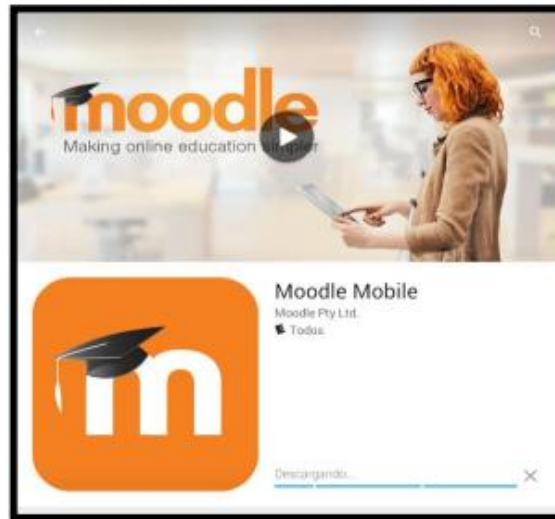 moodle
Making online education simpler
Moodle Mobile
Moodle Pty Ltd.
Todos
m
Descargando...